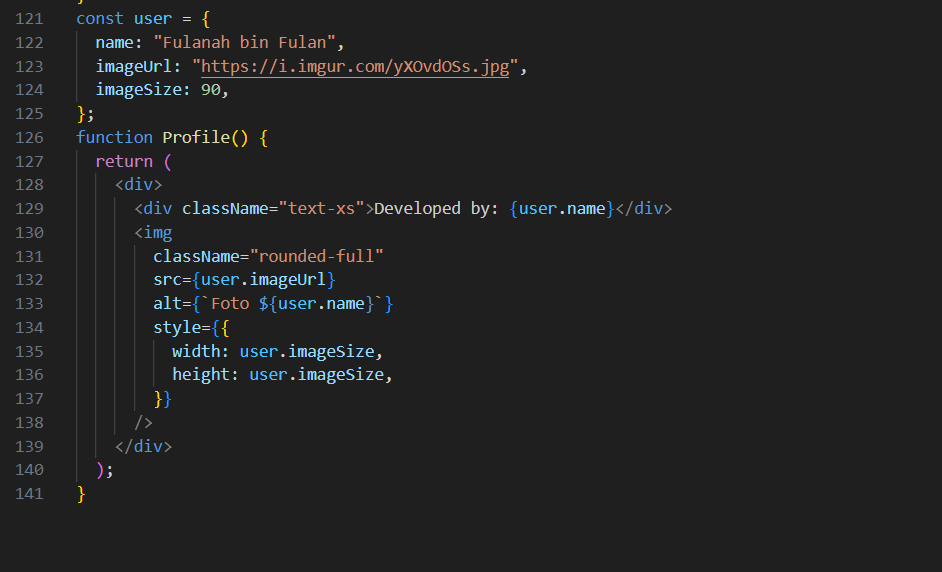 }
121 const user = {
122   name: "Fulanah bin Fulan",
123   imageUrl: "https://i.imgur.com/yXOvdOSs.jpg",
124   imageSize: 90,
125 };
126 function Profile() {
127   return (
128     <div>
129       <div className="text-xs">Developed by: {user.name}</div>
130       <img
131         className="rounded-full"
132         src={user.imageUrl}
133         alt={`Foto ${user.name}`}
134         style={{
135           width: user.imageSize,
136           height: user.imageSize,
137         }}
138       />
139     </div>
140   );
141 }